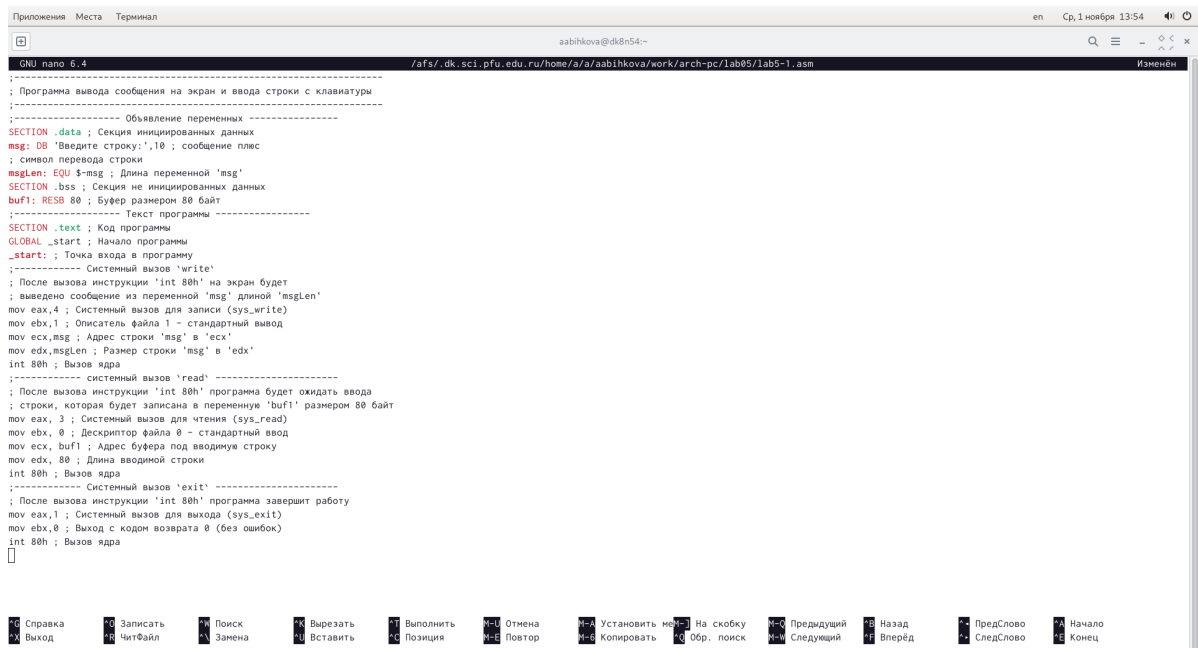 Приложения Места Терминал en Ср, 1 ноября 13:54
aabihkova@dk8n54:~
GNU nano 6.4 /afs/.dk.sci.pfu.edu.ru/home/a/a/aabihkova/work/arch-pc/lab05/lab5-1.asm Изменён
;------------------------------------------------------------------
; Программа вывода сообщения на экран и ввода строки с клавиатуры
;------------------------------------------------------------------
;------------------- Объявление переменных ----------------
SECTION .data ; Секция инициированных данных
msg: DB 'Введите строку:',10 ; сообщение плюс
; символ перевода строки
msgLen: EQU $-msg ; Длина переменной 'msg'
SECTION .bss ; Секция не инициированных данных
buf1: RESB 80 ; Буфер размером 80 байт
;------------------- Текст программы -----------------
SECTION .text ; Код программы
GLOBAL _start ; Начало программы
_start: ; Точка входа в программу
;------------ Системный вызов `write`
; После вызова инструкции 'int 80h' на экран будет
; выведено сообщение из переменной 'msg' длиной 'msgLen'
mov eax,4 ; Системный вызов для записи (sys_write)
mov ebx,1 ; Описатель файла 1 - стандартный вывод
mov ecx,msg ; Адрес строки 'msg' в 'ecx'
mov edx,msgLen ; Размер строки 'msg' в 'edx'
int 80h ; Вызов ядра
;------------ системный вызов `read` ----------------------
; После вызова инструкции 'int 80h' программа будет ожидать ввода
; строки, которая будет записана в переменную 'buf1' размером 80 байт
mov eax, 3 ; Системный вызов для чтения (sys_read)
mov ebx, 0 ; Дескриптор файла 0 - стандартный ввод
mov ecx, buf1 ; Адрес буфера под вводимую строку
mov edx, 80 ; Длина вводимой строки
int 80h ; Вызов ядра
;------------ Системный вызов `exit` ----------------------
; После вызова инструкции 'int 80h' программа завершит работу
mov eax,1 ; Системный вызов для выхода (sys_exit)
mov ebx,0 ; Выход с кодом возврата 0 (без ошибок)
int 80h ; Вызов ядра
^G Справка ^O Записать ^W Поиск ^K Вырезать ^T Выполнить M-U Отмена M-A Установить ме M-] На скобку M-Q Предыдущий ^B Назад ^◂ ПредСлово ^A Начало
^X Выход ^R ЧитФайл ^\ Замена ^U Вставить ^C Позиция M-E Повтор M-6 Копировать ^Q Обр. поиск M-W Следующий ^F Вперёд ^▸ СледСлово ^E Конец